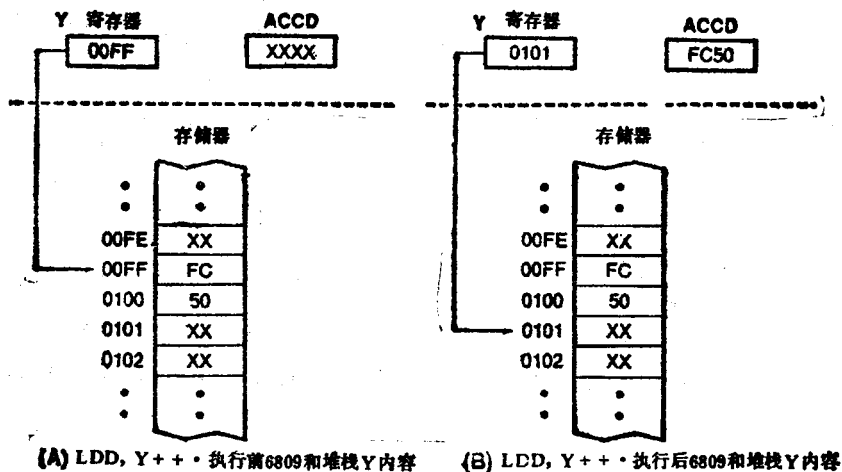 Y 寄存器 ACCD
00FF XXXX
存储器
00FE XX
00FF FC
0100 50
0101 XX
0102 XX
(A) LDD, Y + + · 执行前6809和堆栈Y内容
Y 寄存器 ACCD
0101 FC50
存储器
00FE XX
00FF FC
0100 50
0101 XX
0102 XX
(B) LDD, Y + + · 执行后6809和堆栈Y内容